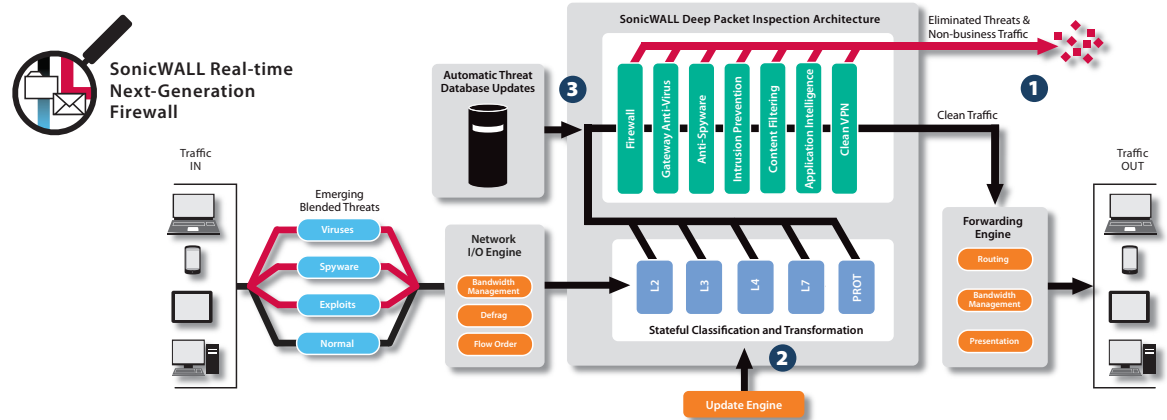 SonicWALL Real-time
Next-Generation
Firewall
Traffic
IN
Emerging
Blended Threats
Viruses
Spyware
Exploits
Normal
Automatic Threat
Database Updates
Network
I/O Engine
Bandwidth
Management
Defrag
Flow Order
SonicWALL Deep Packet Inspection Architecture
3
Firewall
Gateway Anti-Virus
Anti-Spyware
Intrusion Prevention
Content Filtering
Application Intelligence
Clean VPN
L2
L3
L4
L7
PROT
Stateful Classification and Transformation
2
Update Engine
Eliminated Threats &
Non-business Traffic
1
Clean Traffic
Forwarding
Engine
Routing
Bandwidth
Management
Presentation
Traffic
OUT